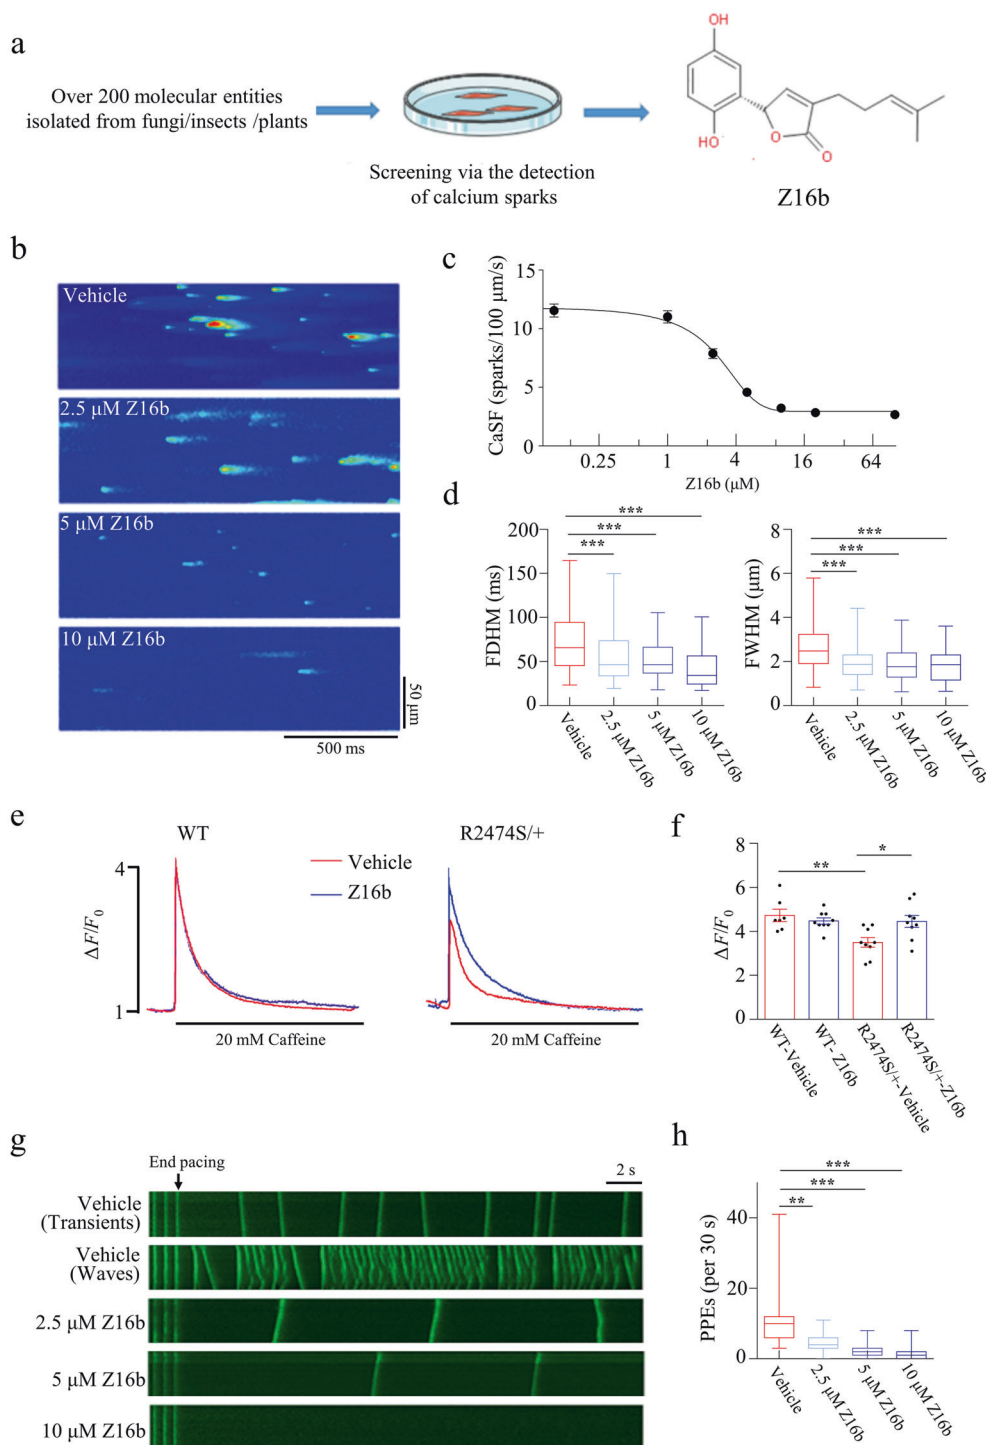 a
Over 200 molecular entities
isolated from fungi/insects /plants
Screening via the detection
of calcium sparks
OH
HO
O
O
Z16b
b
Vehicle
2.5 μM Z16b
5 μM Z16b
10 μM Z16b
50 μm
500 ms
c
CaSF (sparks/100 μm/s)
15
10
5
0
0.25
1
4
16
64
Z16b (μM)
d
FDHM (ms)
200
150
100
50
0
***
***
***
Vehicle
2.5 μM Z16b
5 μM Z16b
10 μM Z16b
FWHM (μm)
8
6
4
2
0
***
***
***
Vehicle
2.5 μM Z16b
5 μM Z16b
10 μM Z16b
e
WT
R2474S/+
Vehicle
Z16b
ΔF/F0
4
1
20 mM Caffeine
20 mM Caffeine
f
ΔF/F0
8
6
4
2
0
**
*
WT-Vehicle
WT- Z16b
R2474S/+-Vehicle
R2474S/+-Z16b
g
End pacing
2 s
Vehicle
(Transients)
Vehicle
(Waves)
2.5 μM Z16b
5 μM Z16b
10 μM Z16b
h
PPEs (per 30 s)
40
20
0
***
***
**
Vehicle
2.5 μM Z16b
5 μM Z16b
10 μM Z16b